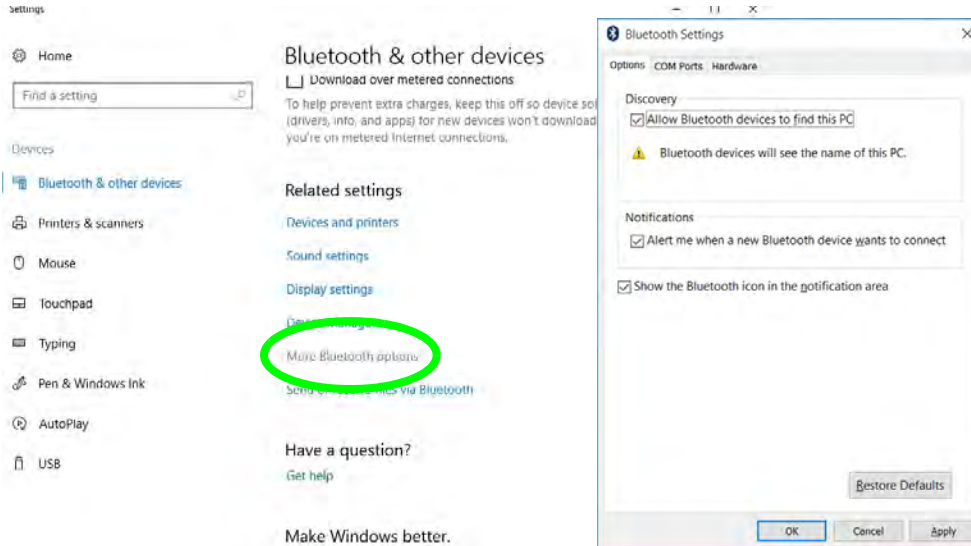 Settings
Home
Find a setting
Devices
Bluetooth & other devices
Printers & scanners
Mouse
Touchpad
Typing
Pen & Windows Ink
AutoPlay
USB
Bluetooth & other devices
Download over metered connections
To help prevent extra charges, keep this off so device
(drivers, info, and apps) for new devices won't download
you're on metered Internet connections.
Related settings
Devices and printers
Sound settings
Display settings
More Bluetooth options
files via Bluetooth
Have a question?
Get help
Make Windows better.
Bluetooth Settings
Options COM Ports Hardware
Discovery
Allow Bluetooth devices to find this PC
Bluetooth devices will see the name of this PC.
Notifications
Alert me when a new Bluetooth device wants to connect
Show the Bluetooth icon in the notification area
Restore Defaults
OK Cancel Apply